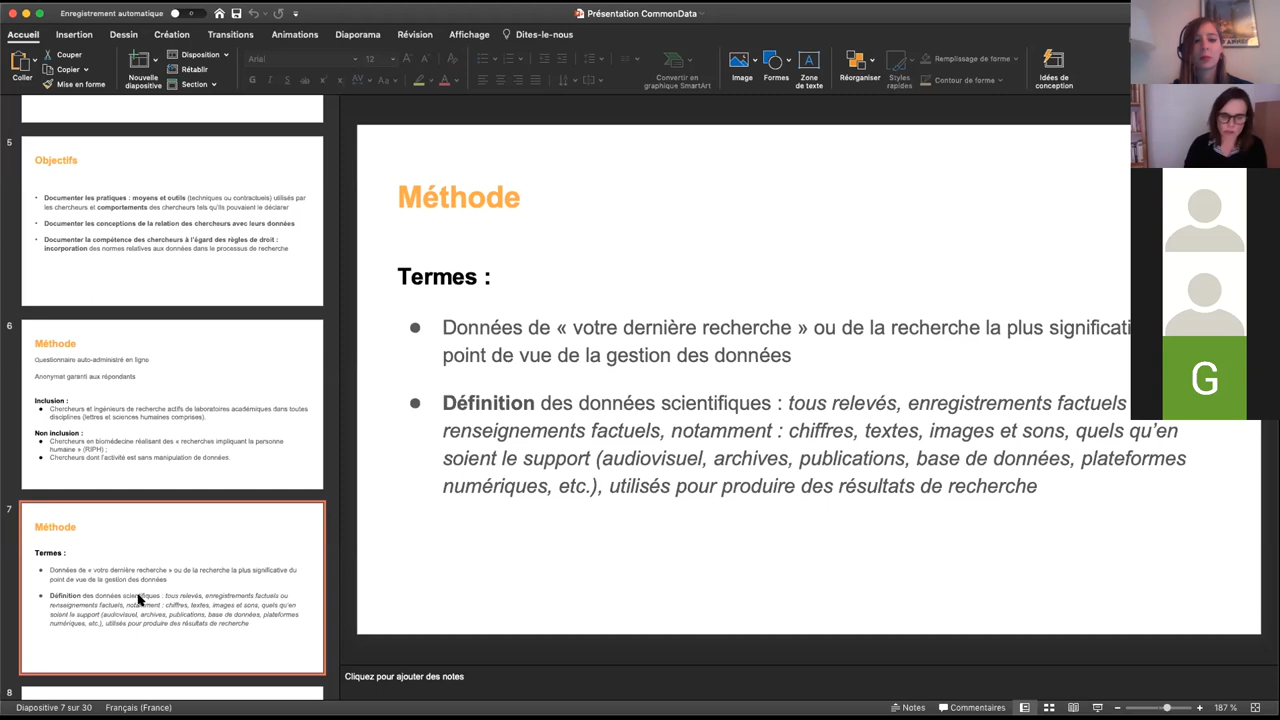 Enregistrement automatique
Présentation CommonData
Accueil Insertion Dessin Création Transitions Animations Diaporama Révision Affichage Dites-le-nous
Coller
Couper
Copier
Mise en forme
Nouvelle
diapositive
Disposition
Rétablir
Section
Arial 12
Convertir en
graphique SmartArt
Image
Formes
Zone
de texte
Réorganiser
Styles
rapides
Remplissage de forme
Contour de forme
Idées de
conception
5
Objectifs
• Documenter les pratiques : moyens et outils (techniques ou contractuels) utilisés par
les chercheurs et comportements des chercheurs tels qu'ils pouvaient le déclarer
• Documenter les conceptions de la relation des chercheurs avec leurs données
• Documenter la compétence des chercheurs à l'égard des règles de droit :
incorporation des normes relatives aux données dans le processus de recherche
6
Méthode
Questionnaire auto-administré en ligne
Anonymat garanti aux répondants
Inclusion :
● Chercheurs et ingénieurs de recherche actifs de laboratoires académiques dans toutes
disciplines (lettres et sciences humaines comprises).
Non inclusion :
● Chercheurs en biomédecine réalisant des « recherches impliquant la personne
humaine » (RIPH) ;
● Chercheurs dont l'activité est sans manipulation de données.
7
Méthode
Termes :
● Données de « votre dernière recherche » ou de la recherche la plus significative du
point de vue de la gestion des données
● Définition des données scientifiques : tous relevés, enregistrements factuels ou
renseignements factuels, notamment : chiffres, textes, images et sons, quels qu'en
soient le support (audiovisuel, archives, publications, base de données, plateformes
numériques, etc.), utilisés pour produire des résultats de recherche
8
Méthode
Termes :
● Données de « votre dernière recherche » ou de la recherche la plus significati
point de vue de la gestion des données
● Définition des données scientifiques : tous relevés, enregistrements factuels
renseignements factuels, notamment : chiffres, textes, images et sons, quels qu'en
soient le support (audiovisuel, archives, publications, base de données, plateformes
numériques, etc.), utilisés pour produire des résultats de recherche
G
Cliquez pour ajouter des notes
Diapositive 7 sur 30 Français (France) Notes Commentaires 187 %